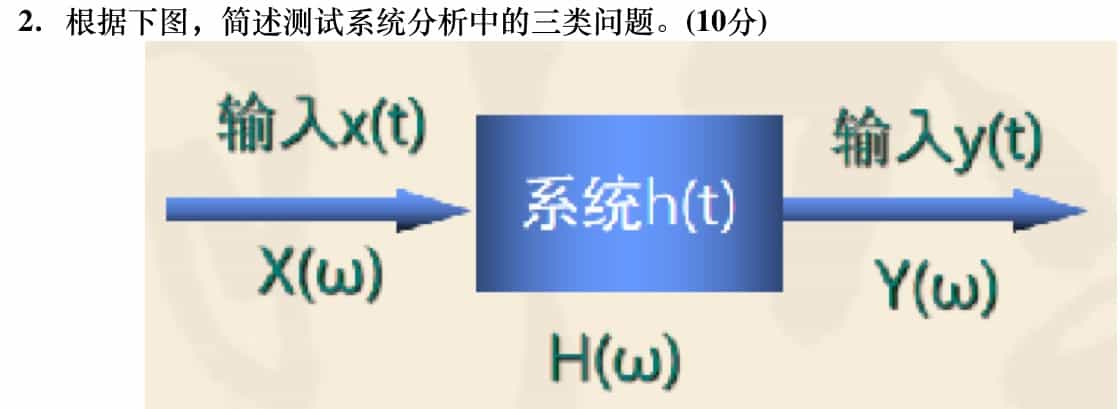 2. 根据下图，简述测试系统分析中的三类问题。(10分)
输入x(t)
输入y(t)
系统h(t)
X(ω)
Y(ω)
H(ω)